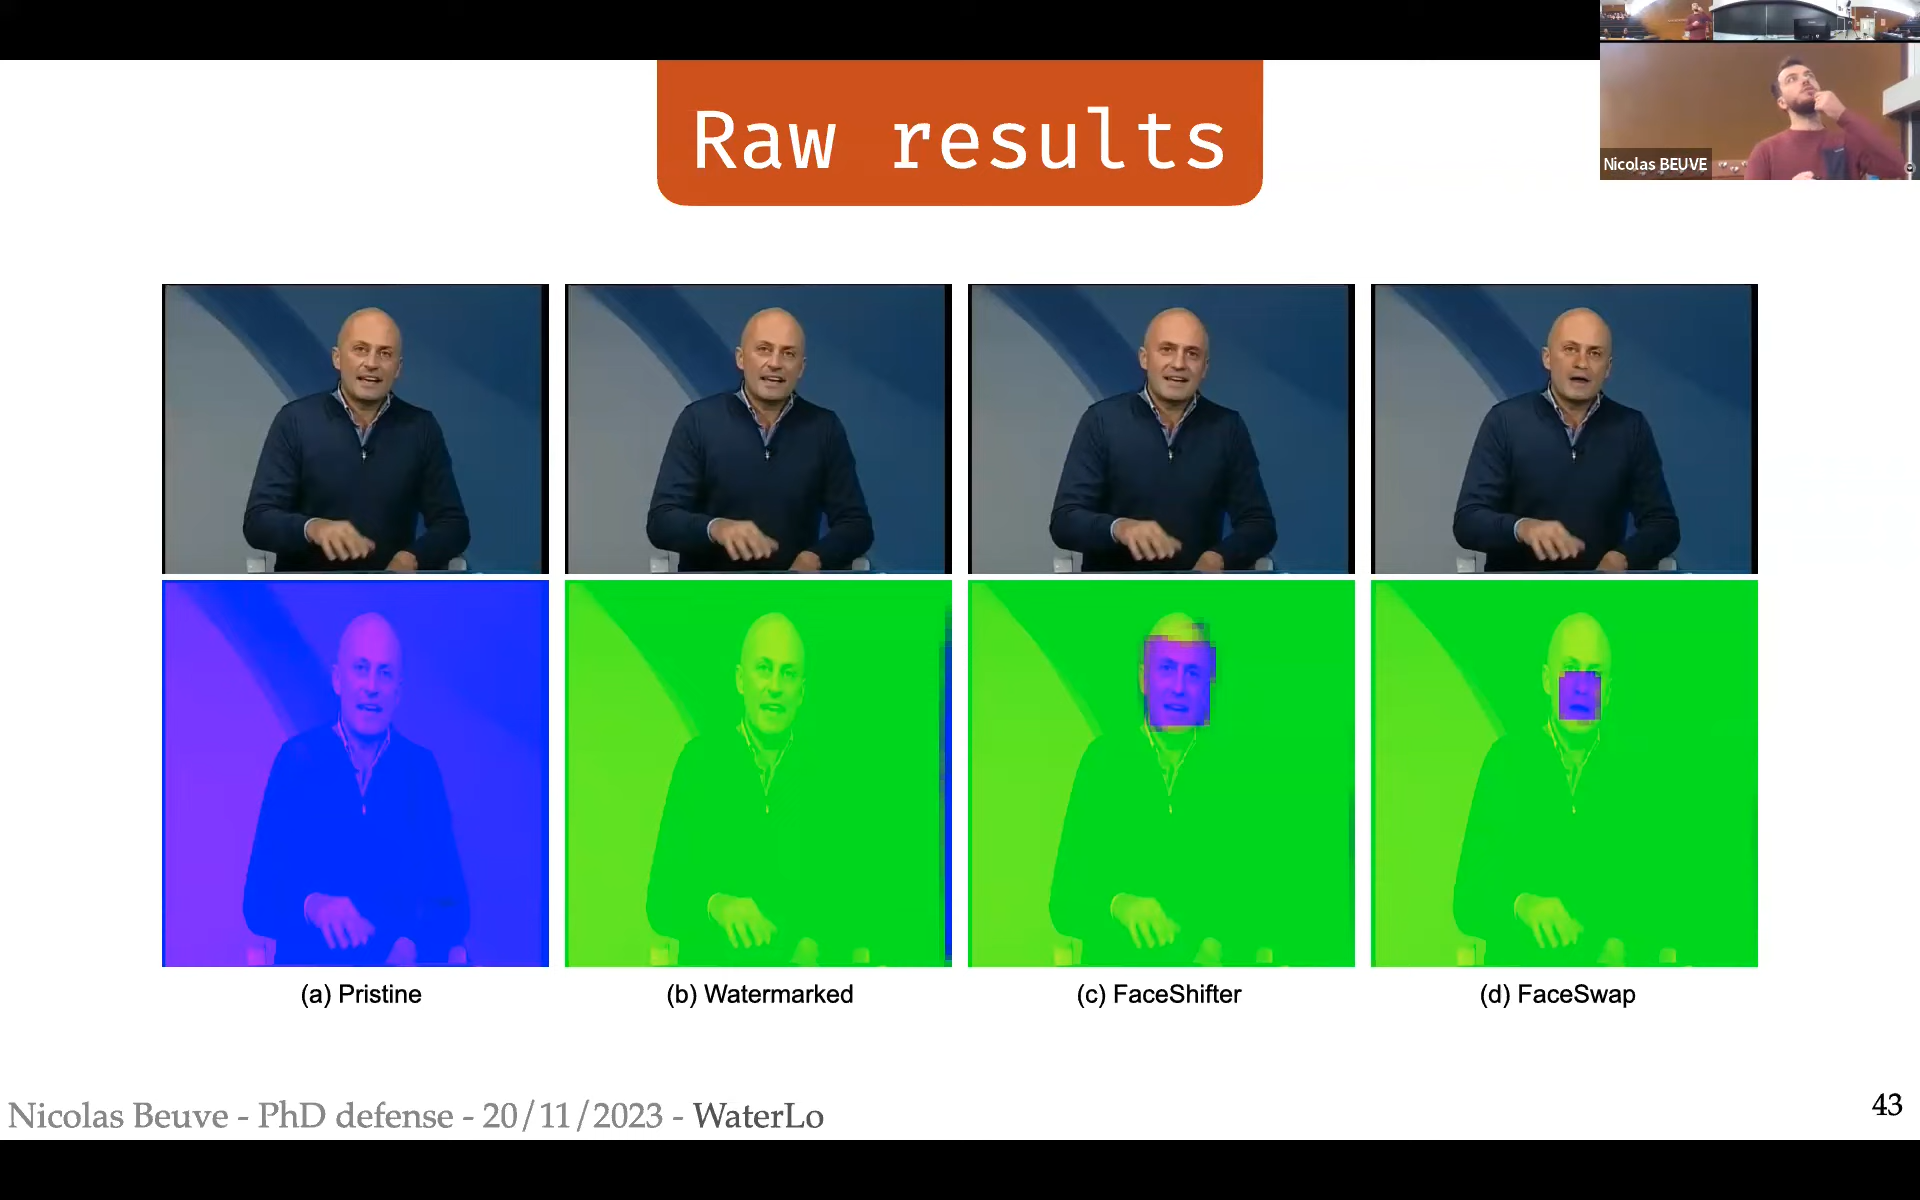 Raw results
Nicolas BEUVE
(a) Pristine
(b) Watermarked
(c) FaceShifter
(d) FaceSwap
Nicolas Beuve - PhD defense - 20/11/2023 - WaterLo
43